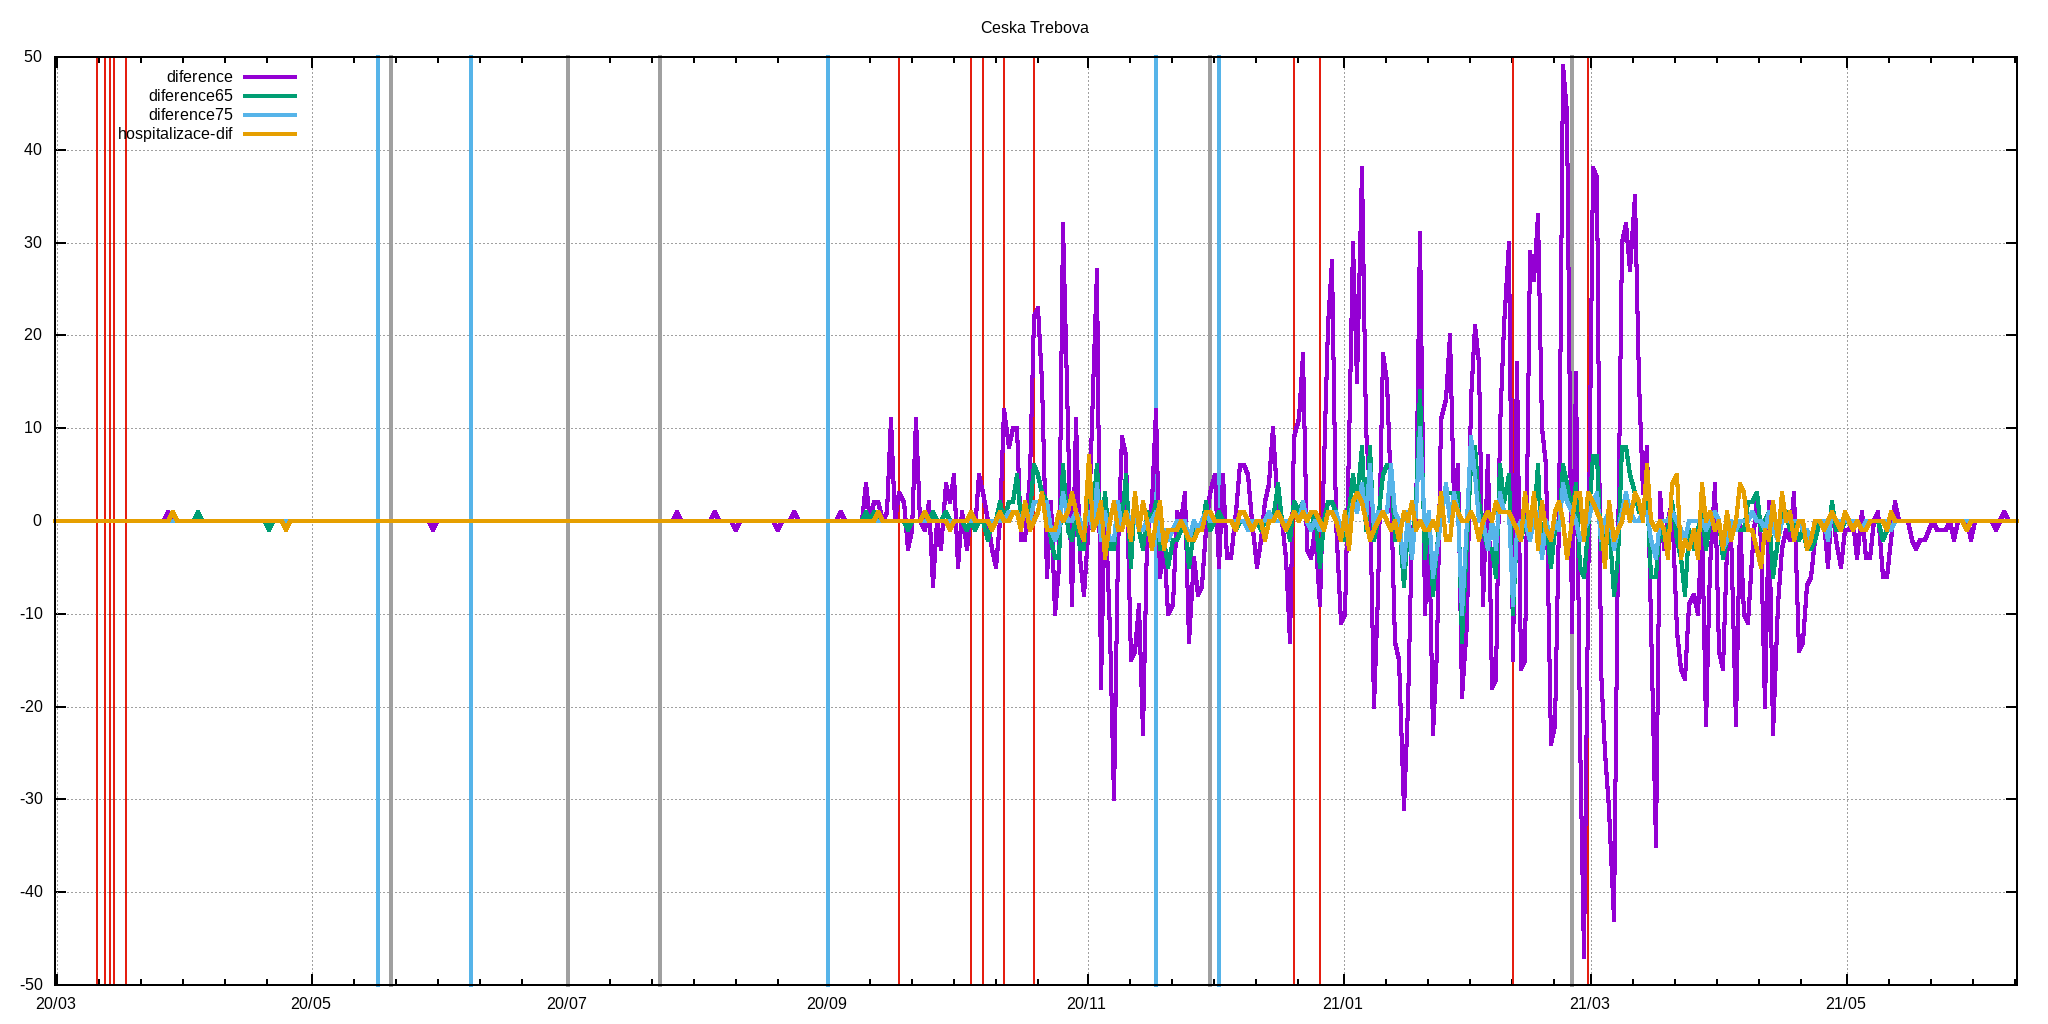 Ceska Trebova
50
diference
diference65
diference75
hospitalizace-dif
40
30
20
10
0
-10
-20
-30
-40
-50
20/03 20/05 20/07 20/09 20/11 21/01 21/03 21/05